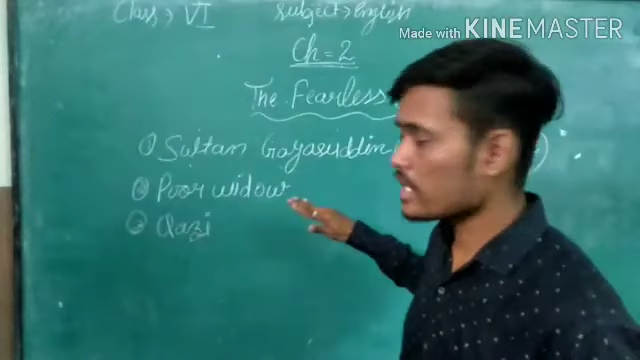 Made with KINEMASTER
Class > VI Subject > English
Ch = 2
The Fearless
① Sultan Gayasuddin
② Poor widow
③ Qazi